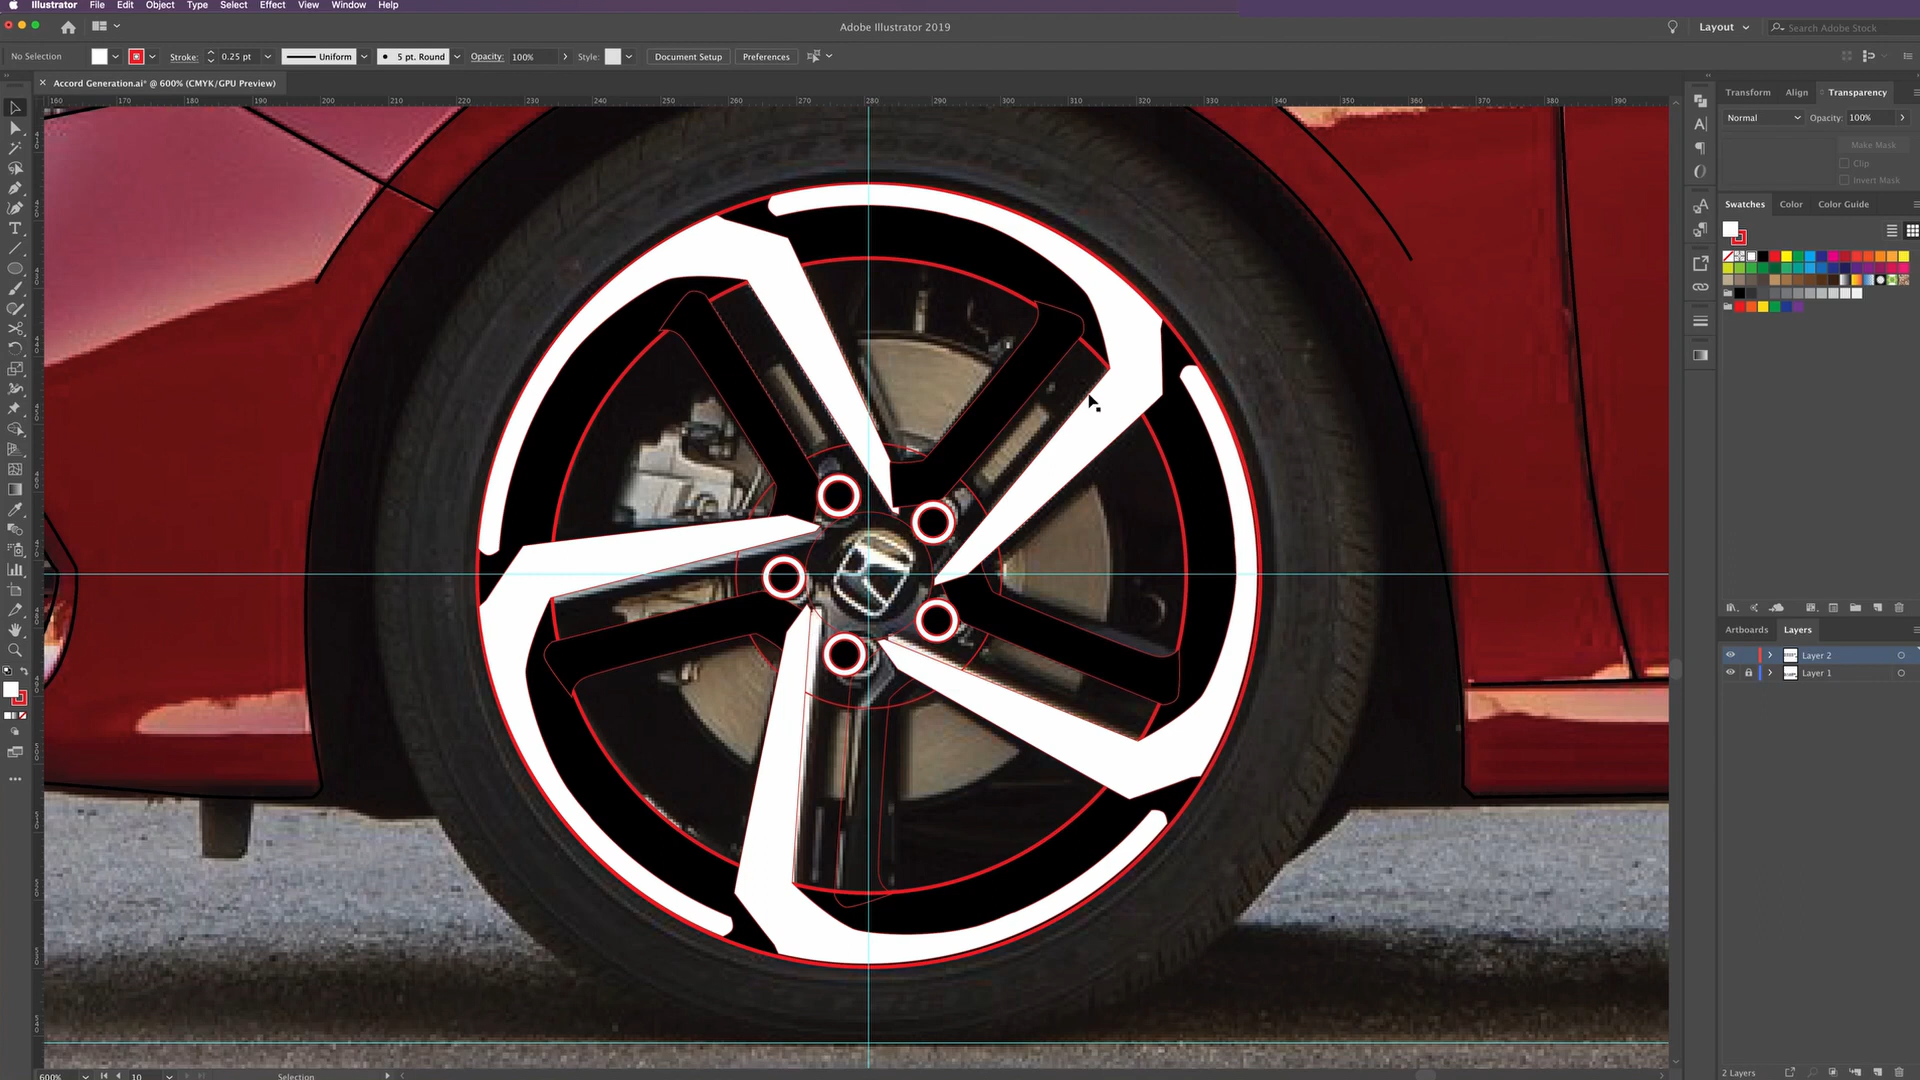 Illustrator File Edit Object Type Select Effect View Window Help
Adobe Illustrator 2019
Layout
Search Adobe Stock
No Selection
Stroke:
0.25 pt
Uniform
5 pt. Round
Opacity:
100%
Style:
Document Setup
Preferences
Accord Generation.ai* @ 600% (CMYK/GPU Preview)
160 170 180 190 200 210 220 230 240 250 260 270 280 290 300 310 320 330 340 350 360 370 380 390
Transform Align Transparency
Normal
Opacity: 100%
Make Mask
Clip
Invert Mask
Swatches Color Color Guide
Artboards Layers
Layer 2
Layer 1
2 Layers
600%
10
Selection